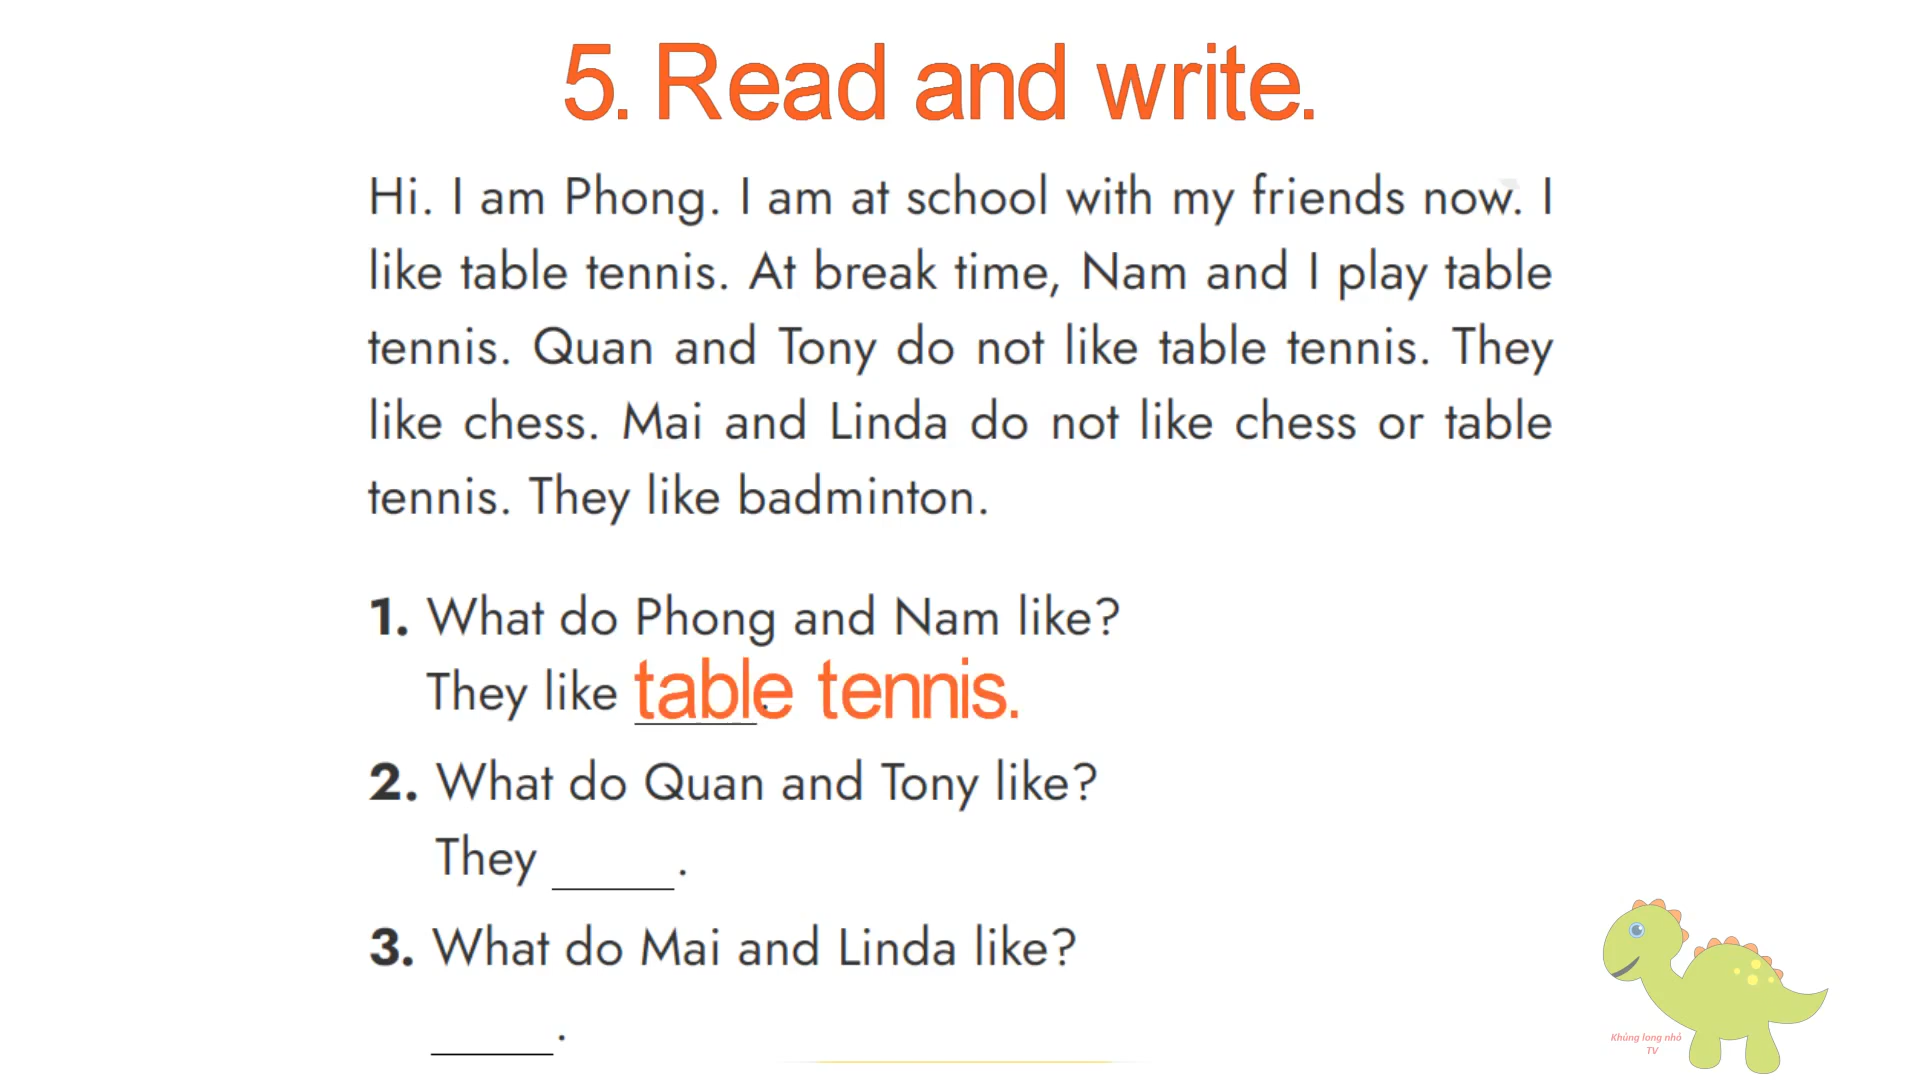 5. Read and write.
Hi. I am Phong. I am at school with my friends now. I
like table tennis. At break time, Nam and I play table
tennis. Quan and Tony do not like table tennis. They
like chess. Mai and Linda do not like chess or table
tennis. They like badminton.
1. What do Phong and Nam like?
They like table tennis.
2. What do Quan and Tony like?
They ______.
3. What do Mai and Linda like?
______.
Khủng long nhỏ
TV